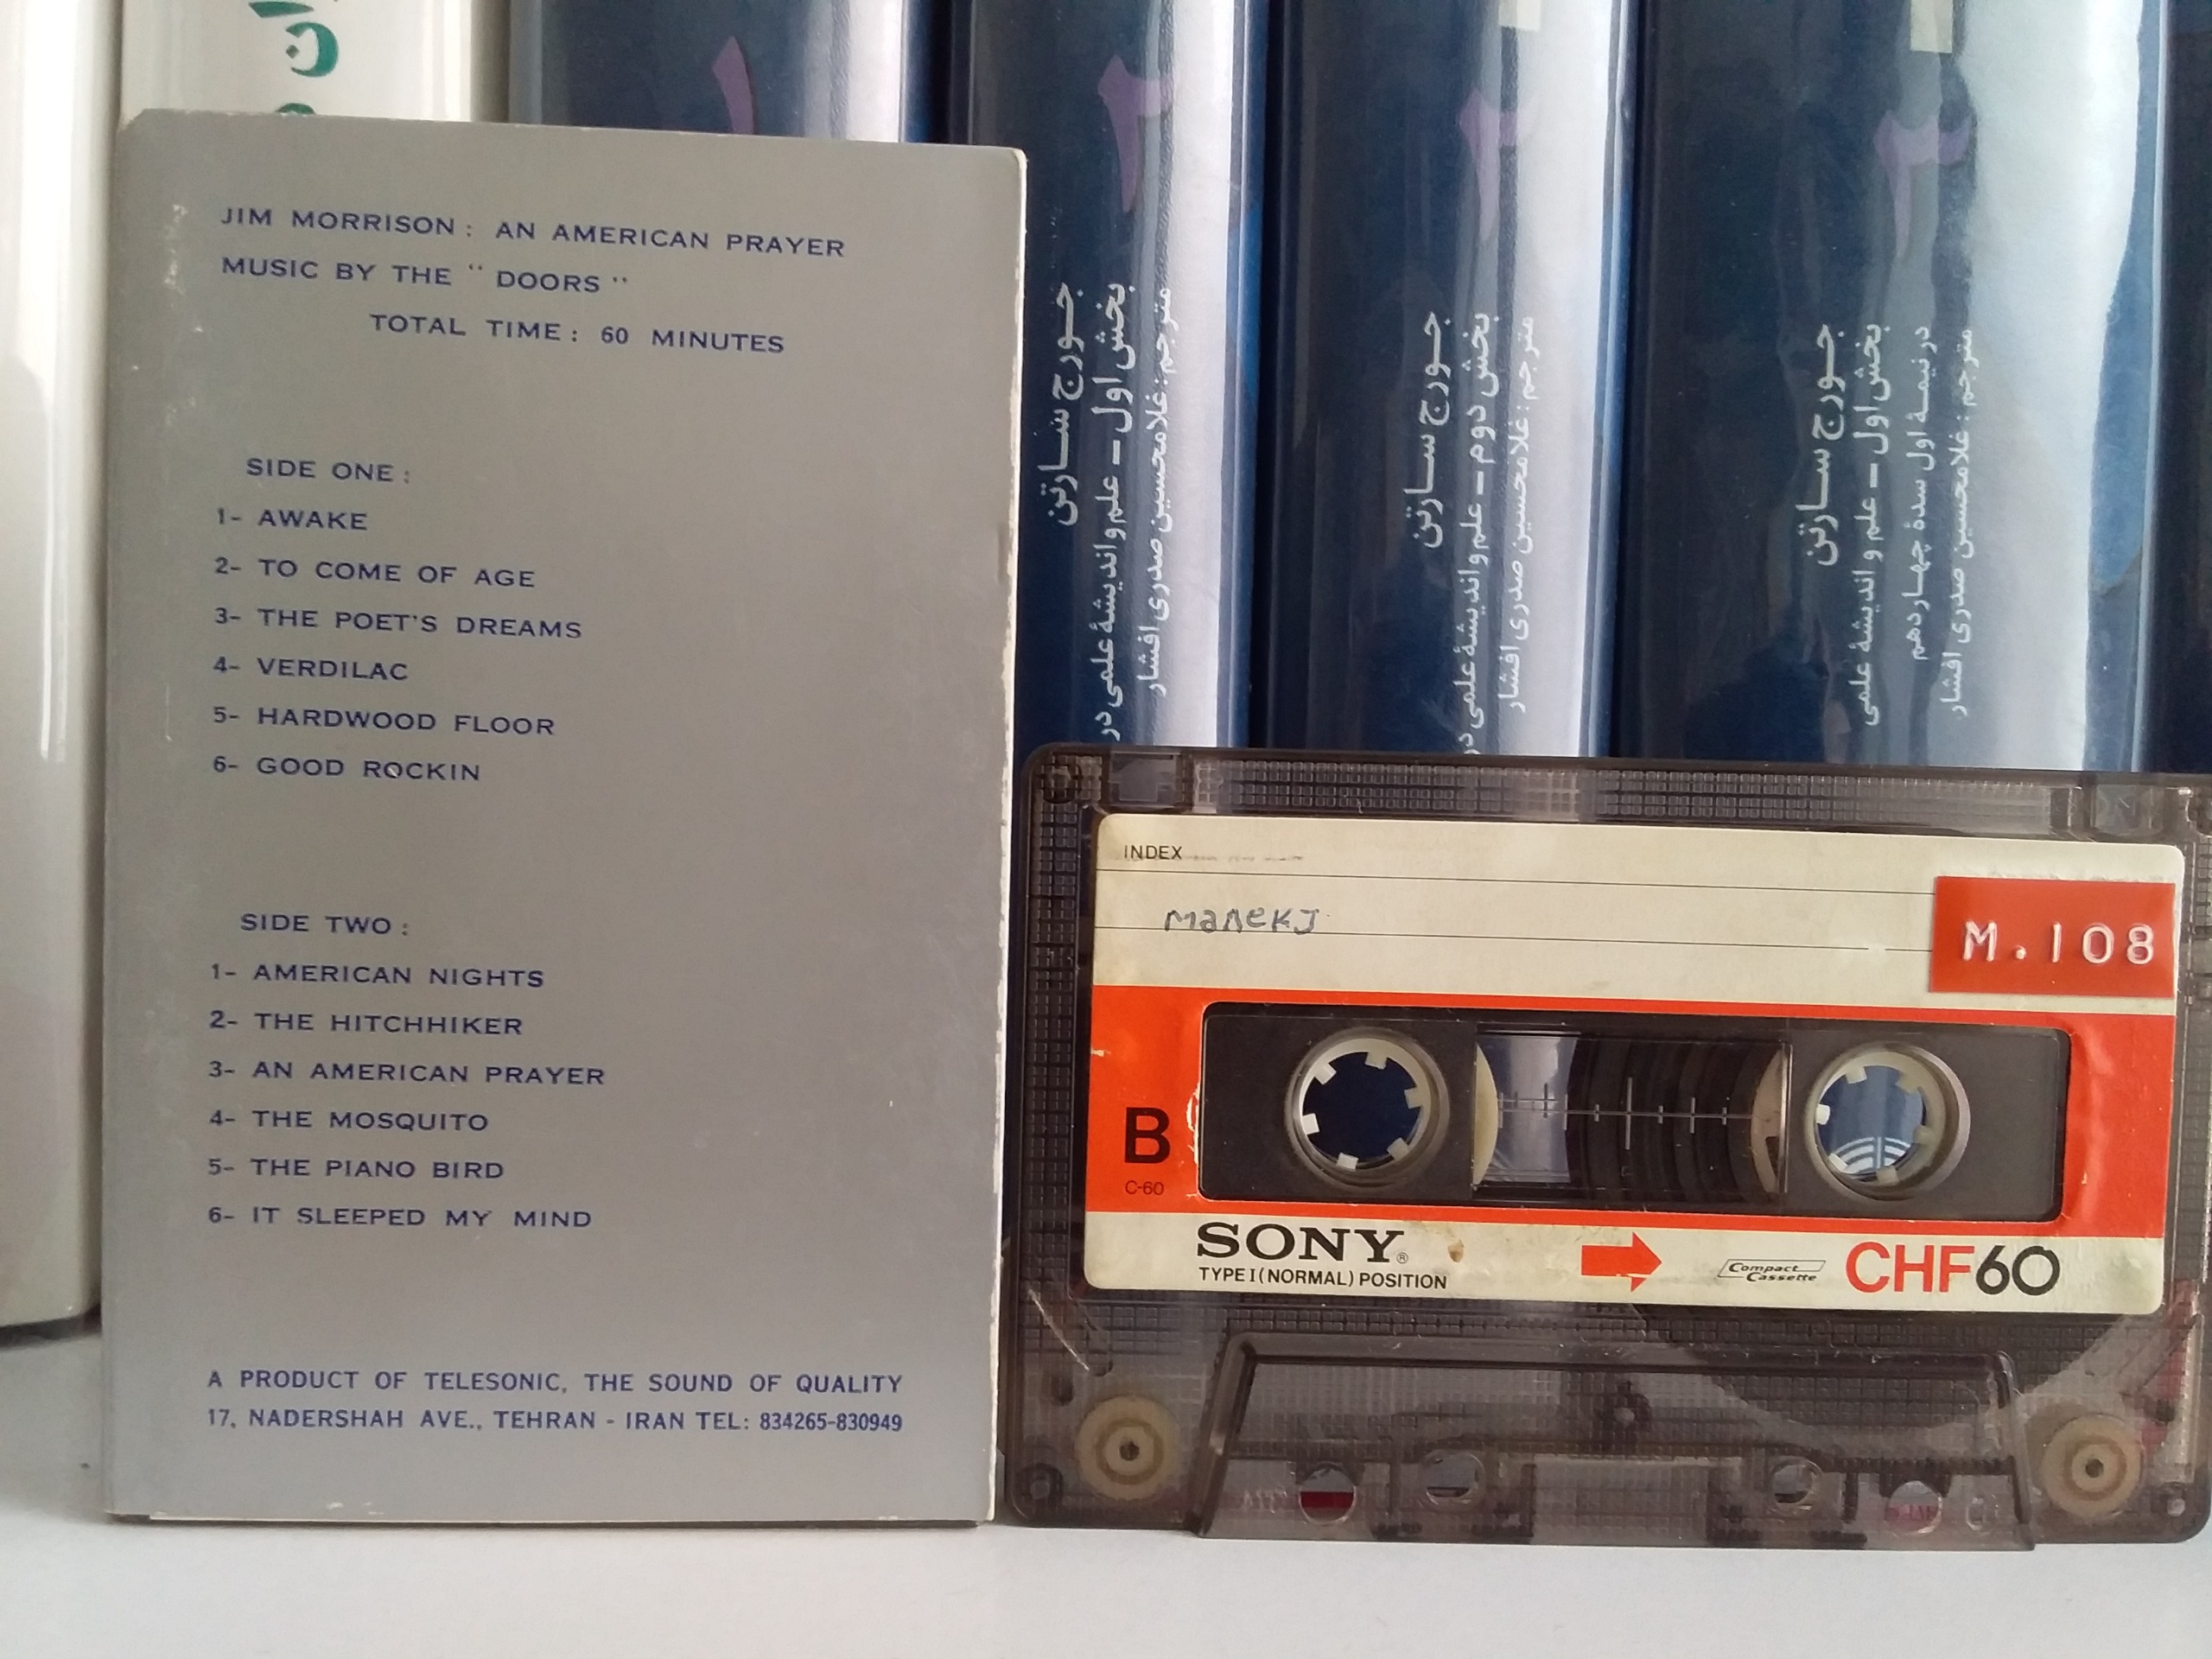 JIM MORRISON : AN AMERICAN PRAYER
MUSIC BY THE " DOORS "
TOTAL TIME : 60 MINUTES
SIDE ONE :
1- AWAKE
2- TO COME OF AGE
3- THE POET'S DREAMS
4- VERDILAC
5- HARDWOOD FLOOR
6- GOOD ROCKIN
SIDE TWO :
1- AMERICAN NIGHTS
2- THE HITCHHIKER
3- AN AMERICAN PRAYER
4- THE MOSQUITO
5- THE PIANO BIRD
6- IT SLEEPED MY MIND
A PRODUCT OF TELESONIC, THE SOUND OF QUALITY
17, NADERSHAH AVE., TEHRAN - IRAN TEL: 834265-830949
۱
۲
جورج سارتن
بخش اول - علم و اندیشهٔ علمی در
مترجم: غلامحسین صدری افشار
۲
جورج سارتن
بخش دوم - علم و اندیشهٔ علمی در
مترجم: غلامحسین صدری افشار
۳
جورج سارتن
بخش اول - علم و اندیشهٔ علمی
در نیمهٔ اول سدهٔ چهاردهم
مترجم: غلامحسین صدری افشار
INDEX
M.108
B
C-60
SONY®
TYPE I (NORMAL) POSITION
Compact Cassette
CHF60